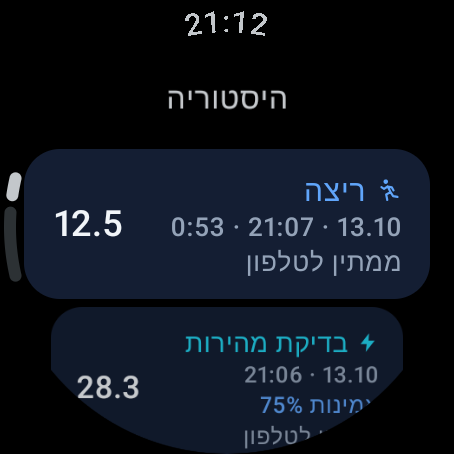 21:12
היסטוריה
ריצה
13.10 · 21:07 · 0:53
12.5
ממתין לטלפון
בדיקת מהירות
13.10 · 21:06
28.3
75%
לטלפון